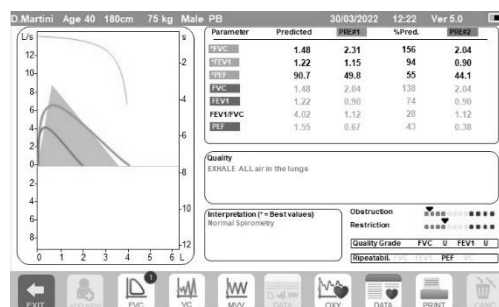 D.Martini Age 40 180cm 75 kg Male PB 30/03/2022 12:22 Ver 5.0
L/s s
Parameter Predicted PRE#1 %Pred. PRE#2
*FVC 1.48 2.31 156 2.04
*FEV1 1.22 1.15 94 0.90
*PEF 90.7 49.8 55 44.1
FVC 1.48 2.04 138 2.04
FEV1 1.22 0.90 74 0.90
FEV1/FVC 4.02 1.12 28 1.12
PEF 1.55 0.67 43 0.38
12
10
8
6
4
2
0
2
4
6
8
-2
-4
-6
-8
-10
-12
0 1 2 3 4 5 6 L
Quality
EXHALE ALL air in the lungs
Interpretation (* = Best values)
Normal Spirometry
Obstruction
Restriction
Quality Grade FVC U FEV1 U
Repeatabil. FVC FEV1 PEF VC
EXIT
1
FVC
VC
MVV
DATA
OXY
DATA
PRINT
CANC